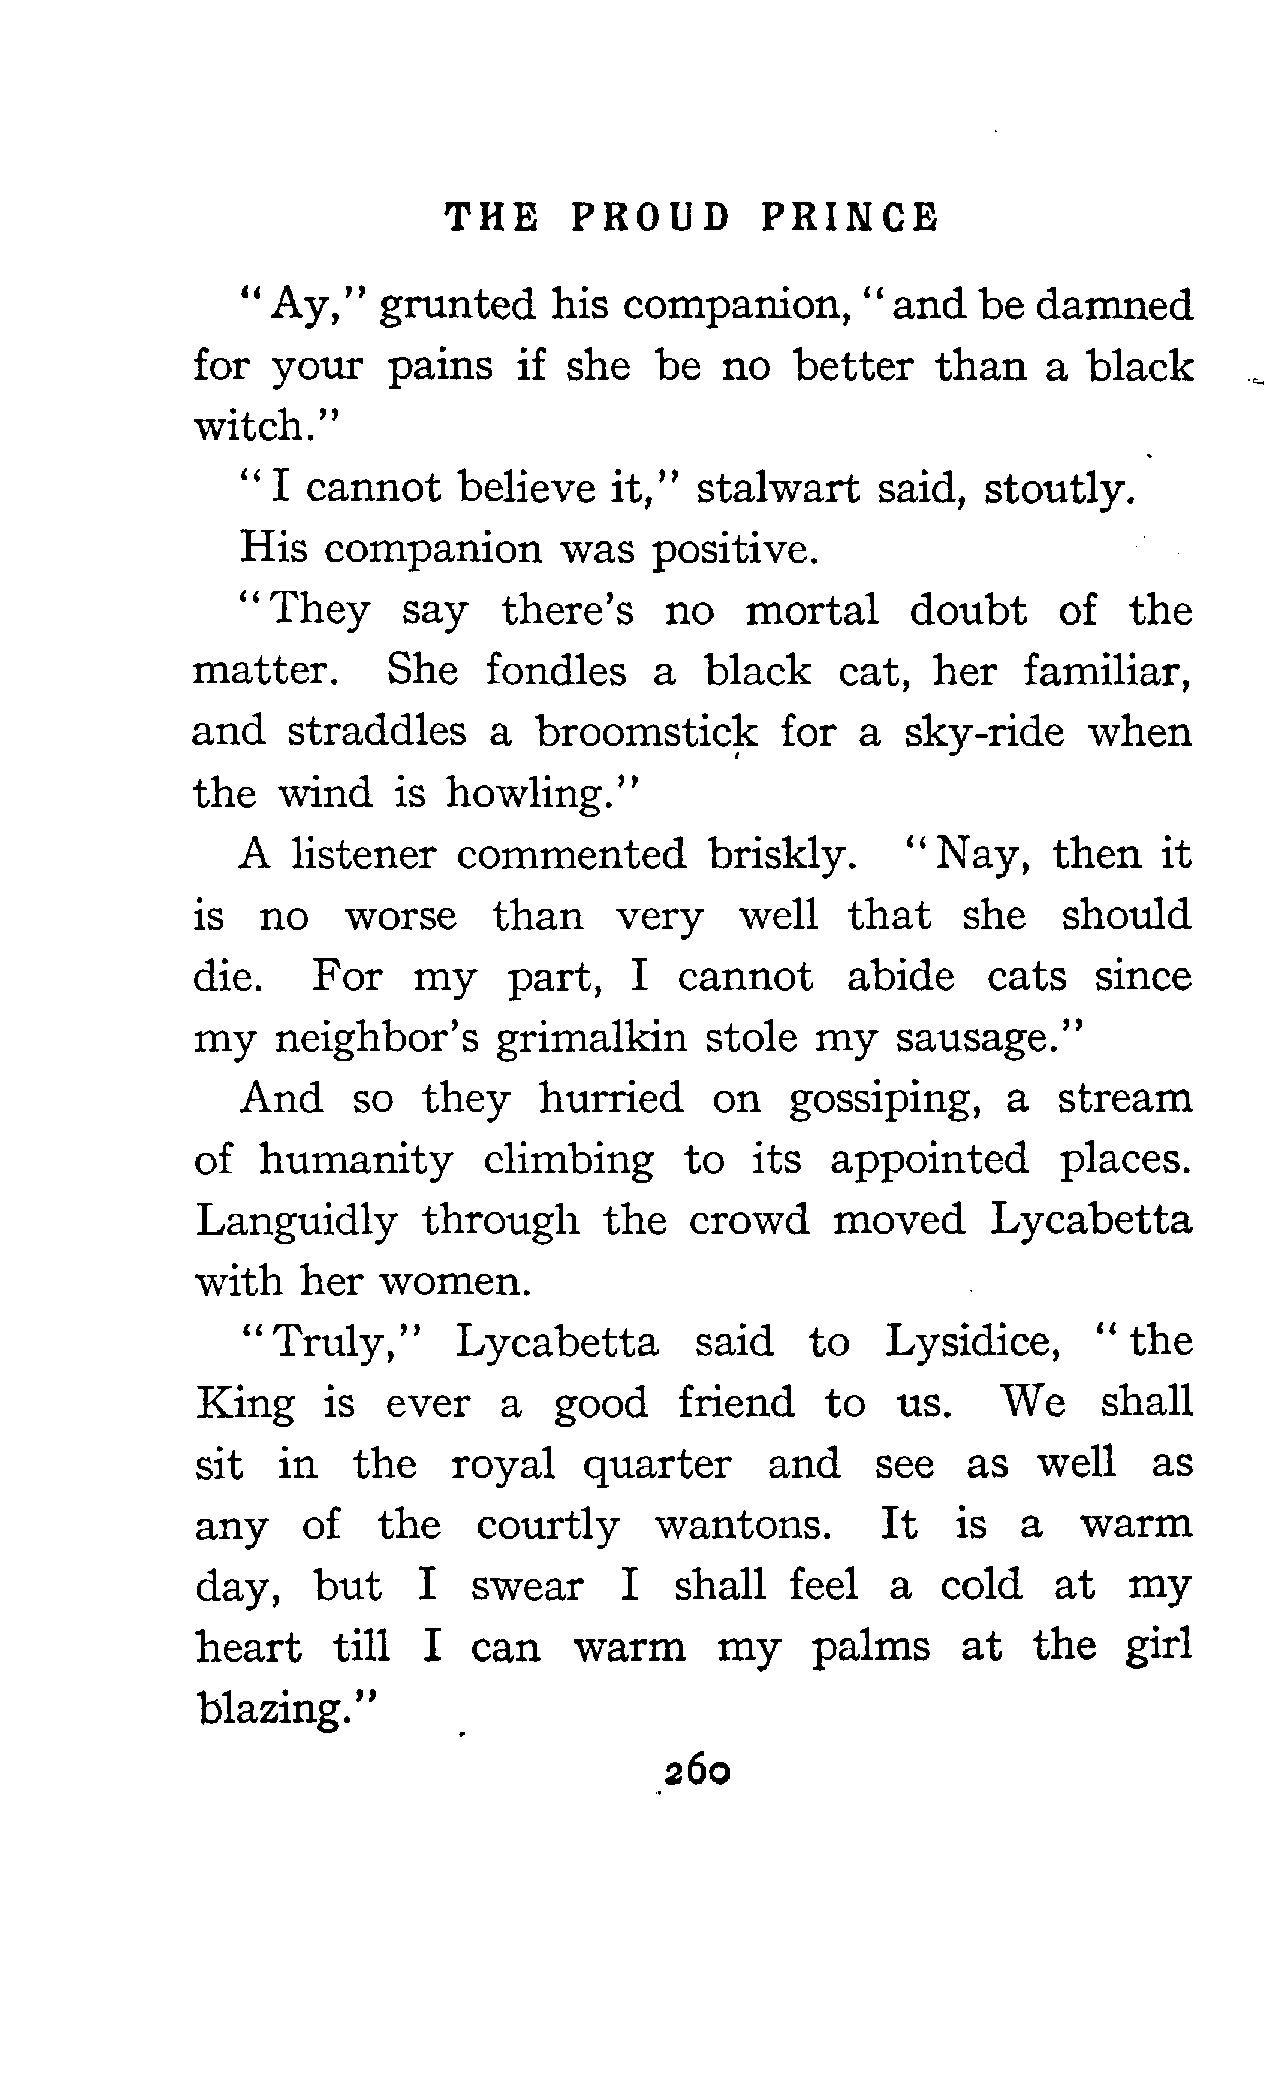 THE PROUD PRINCE
"Ay," grunted his companion, "and be damned
for your pains if she be no better than a black
witch."
"I cannot believe it," stalwart said, stoutly.
His companion was positive.
"They say there's no mortal doubt of the
matter. She fondles a black cat, her familiar,
and straddles a broomstick for a sky-ride when
the wind is howling."
A listener commented briskly. "Nay, then it
is no worse than very well that she should
die. For my part, I cannot abide cats since
my neighbor's grimalkin stole my sausage."
And so they hurried on gossiping, a stream
of humanity climbing to its appointed places.
Languidly through the crowd moved Lycabetta
with her women.
"Truly," Lycabetta said to Lysidice, "the
King is ever a good friend to us. We shall
sit in the royal quarter and see as well as
any of the courtly wantons. It is a warm
day, but I swear I shall feel a cold at my
heart till I can warm my palms at the girl
blazing."
260